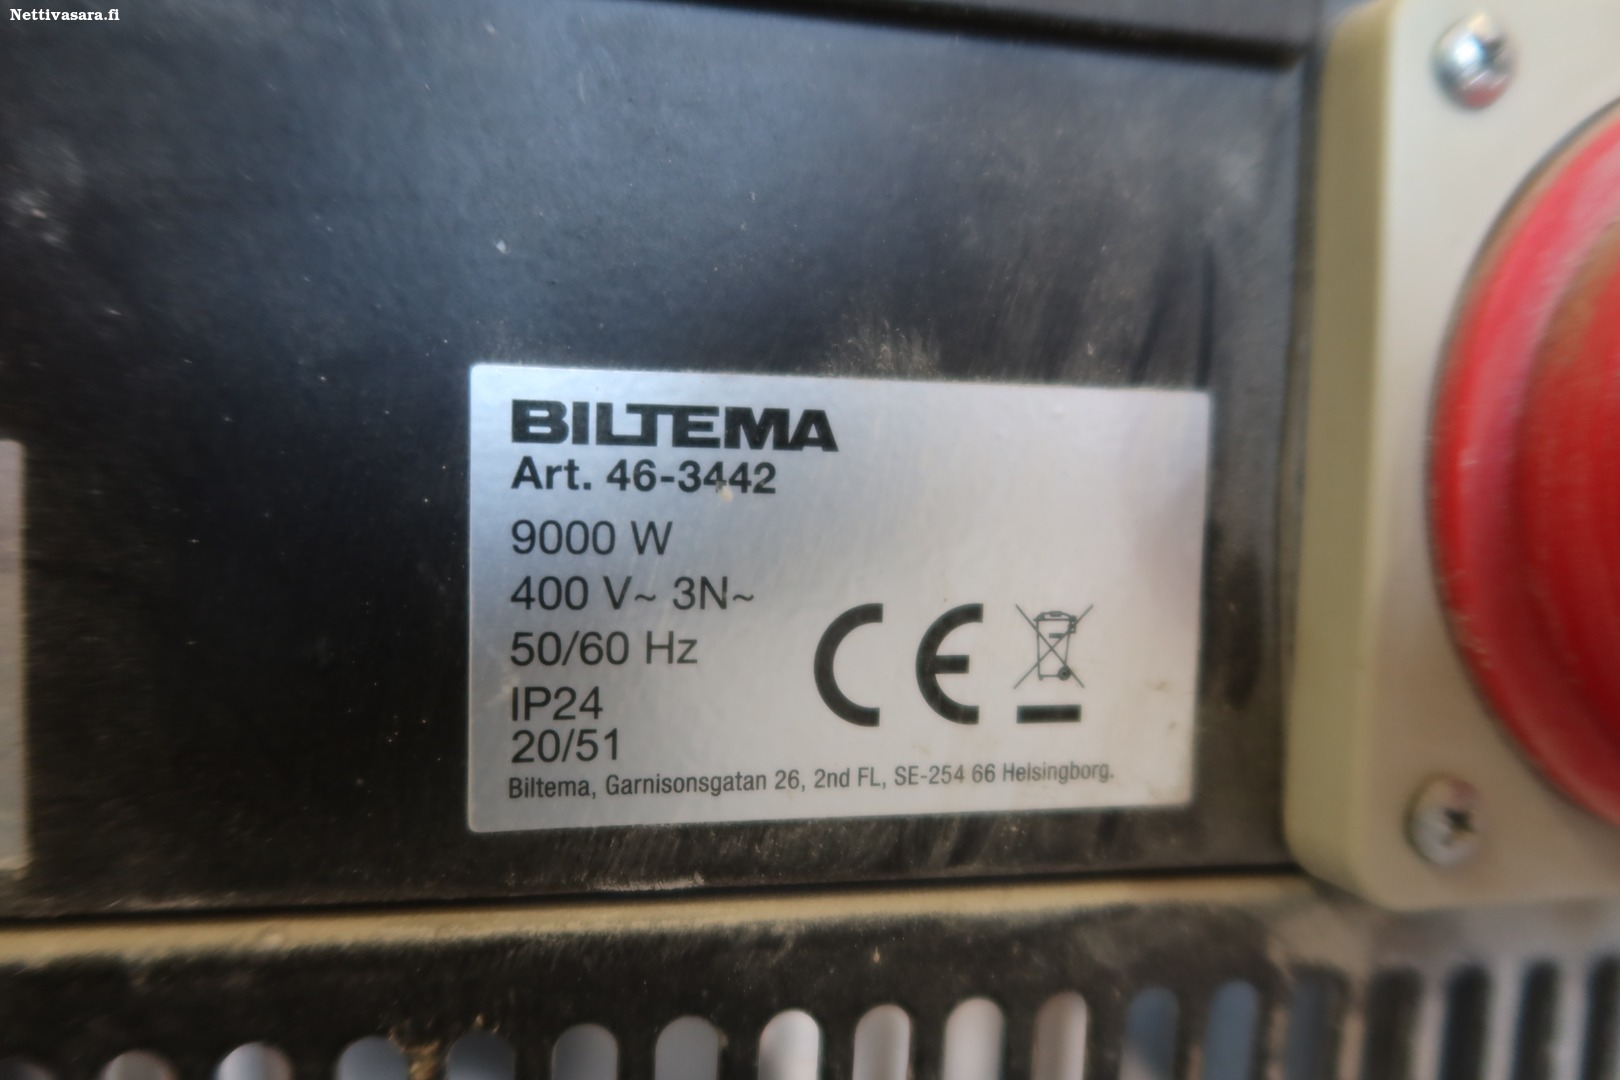 Nettivasara.fi
BILTEMA
Art. 46-3442
9000 W
400 V~ 3N~
50/60 Hz
IP24
20/51
CE
Biltema, Garnisonsgatan 26, 2nd FL, SE-254 66 Helsingborg.